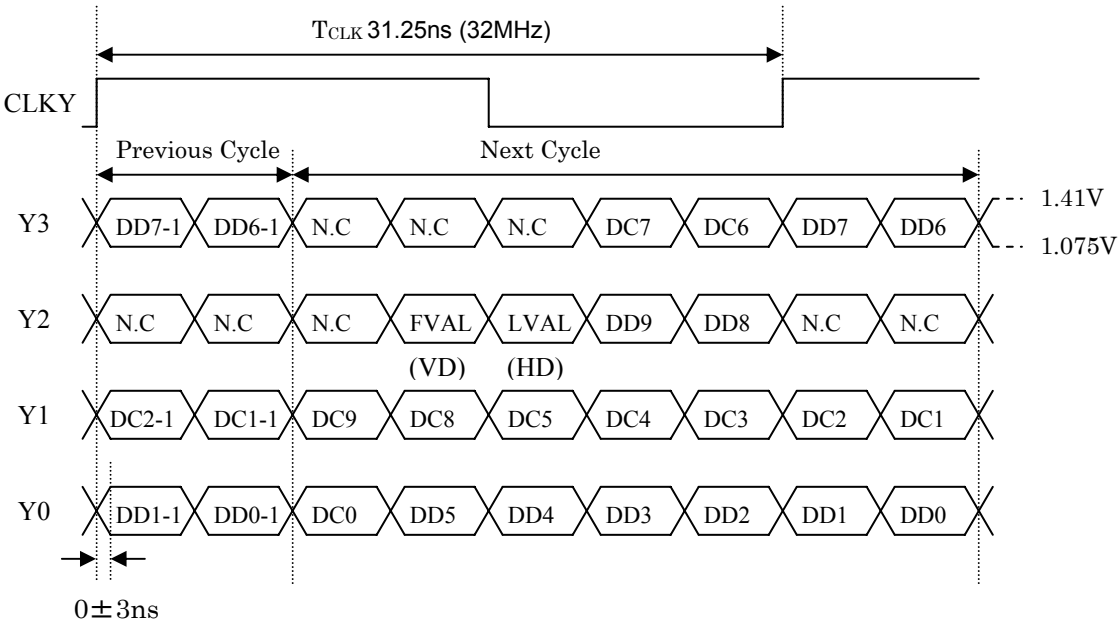 TCLK 31.25ns (32MHz)
CLKY
Previous Cycle Next Cycle
1.41V
Y3 DD7-1 DD6-1 N.C N.C N.C DC7 DC6 DD7 DD6
1.075V
Y2 N.C N.C N.C FVAL LVAL DD9 DD8 N.C N.C
(VD) (HD)
Y1 DC2-1 DC1-1 DC9 DC8 DC5 DC4 DC3 DC2 DC1
Y0 DD1-1 DD0-1 DC0 DD5 DD4 DD3 DD2 DD1 DD0
0±3ns